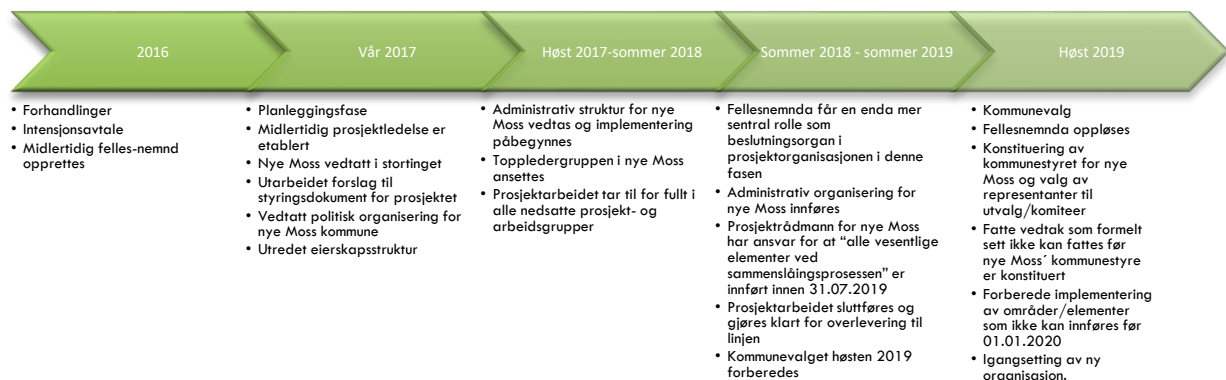 2016
Vår 2017
Høst 2017-sommer 2018
Sommer 2018 - sommer 2019
Høst 2019
• Forhandlinger
• Intensjonsavtale
• Midlertidig felles-nemnd
opprettes
• Planleggingsfase
• Midlertidig prosjektledelse er
etablert
• Nye Moss vedtatt i stortinget
• Utarbeidet forslag til
styringsdokument for prosjektet
• Vedtatt politisk organisering for
nye Moss kommune
• Utredet eierskapsstruktur
• Administrativ struktur for nye
Moss vedtas og implementering
påbegynnes
• Toppledergruppen i nye Moss
ansettes
• Prosjektarbeidet tar til for fullt i
alle nedsatte prosjekt- og
arbeidsgrupper
• Fellesnemnda får en enda mer
sentral rolle som
beslutningsorgan i
prosjektorganisasjonen i denne
fasen
• Administrativ organisering for
nye Moss innføres
• Prosjektrådmann for nye Moss
har ansvar for at “alle vesentlige
elementer ved
sammenslåingsprosessen” er
innført innen 31.07.2019
• Prosjektarbeidet sluttføres og
gjøres klart for overlevering til
linjen
• Kommunevalget høsten 2019
forberedes
• Kommunevalg
• Fellesnemnda oppløses
• Konstituering av
kommunestyret for nye
Moss og valg av
representanter til
utvalg/komiteer
• Fatte vedtak som formelt
sett ikke kan fattes før
nye Moss´ kommunestyre
er konstituert
• Forberede implementering
av områder/elementer
som ikke kan innføres før
01.01.2020
• Igangsetting av ny
organisasjon.